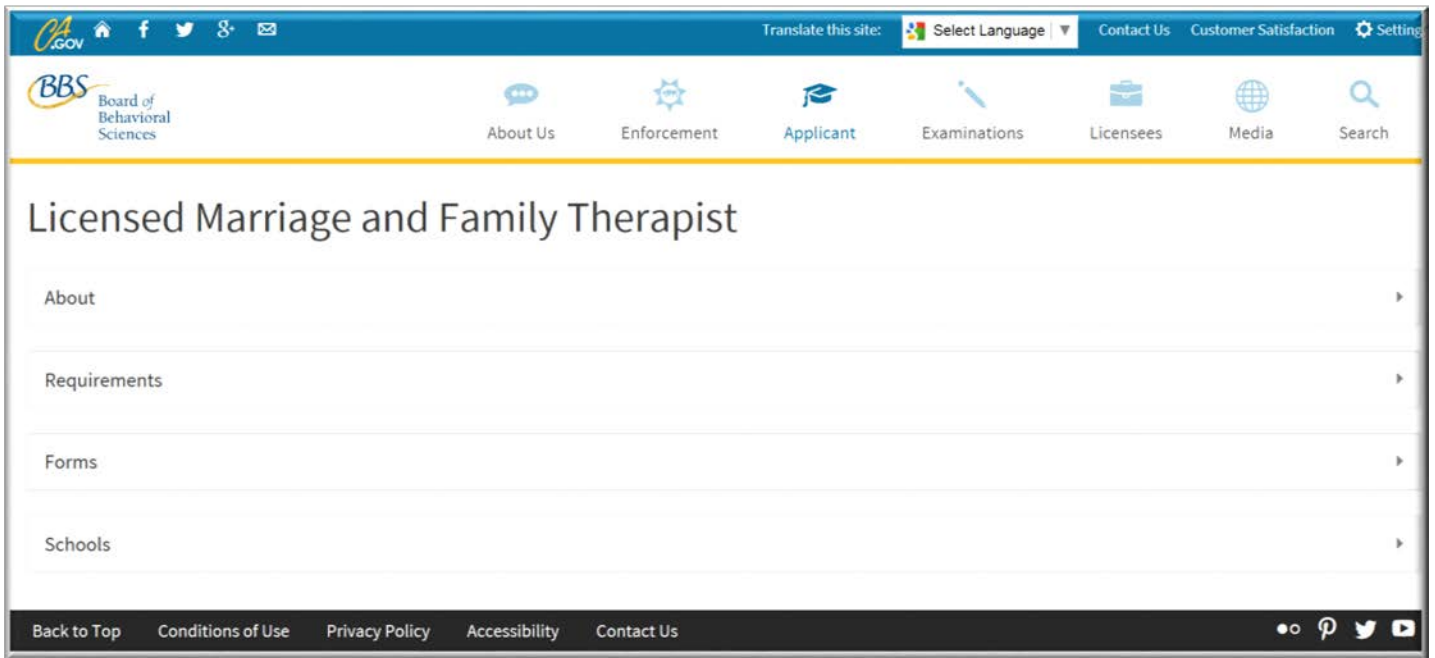 CA.GOV f 8+ Translate this site: Select Language ▼ Contact Us Customer Satisfaction Setting
BBS
Board of
Behavioral
Sciences
About Us Enforcement Applicant Examinations Licensees Media Search
Licensed Marriage and Family Therapist
About
Requirements
Forms
Schools
Back to Top Conditions of Use Privacy Policy Accessibility Contact Us